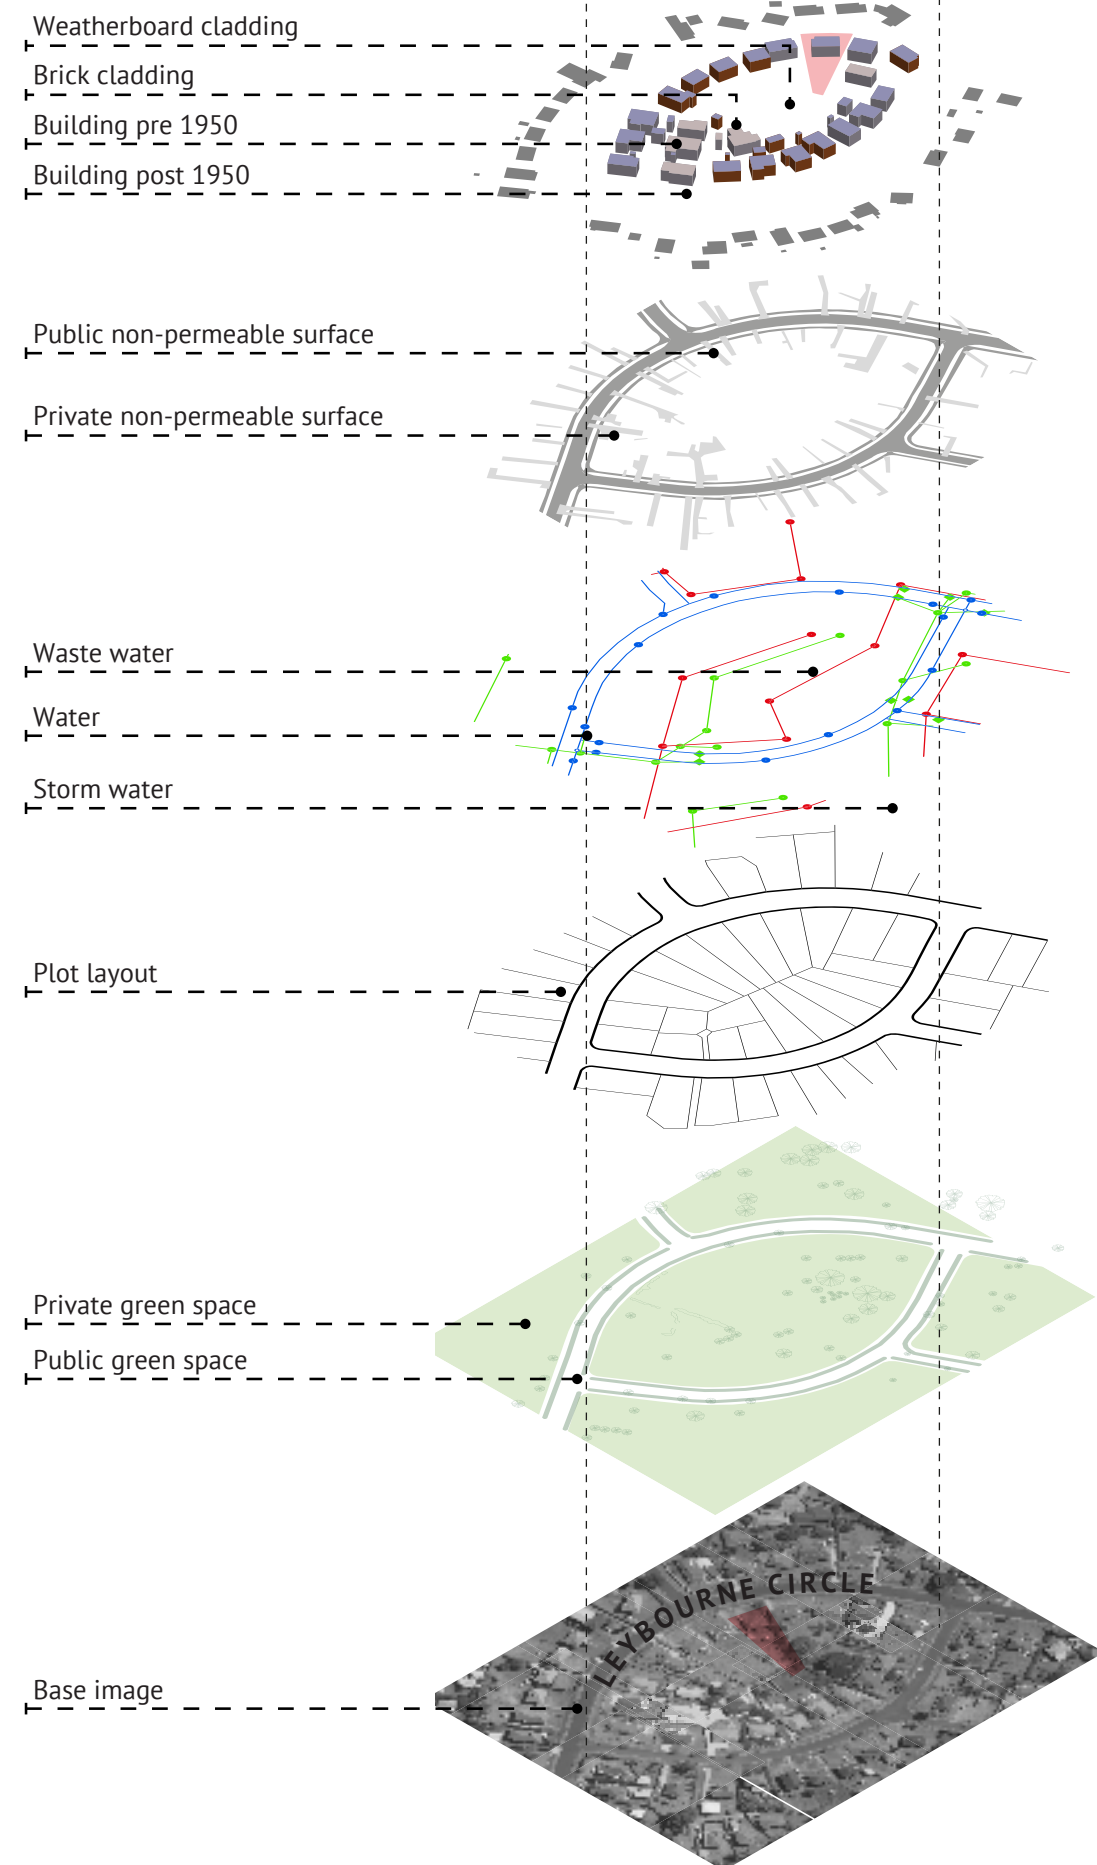 Weatherboard cladding
Brick cladding
Building pre 1950
Building post 1950
Public non-permeable surface
Private non-permeable surface
Waste water
Water
Storm water
Plot layout
Private green space
Public green space
LEYBOURNE CIRCLE
Base image